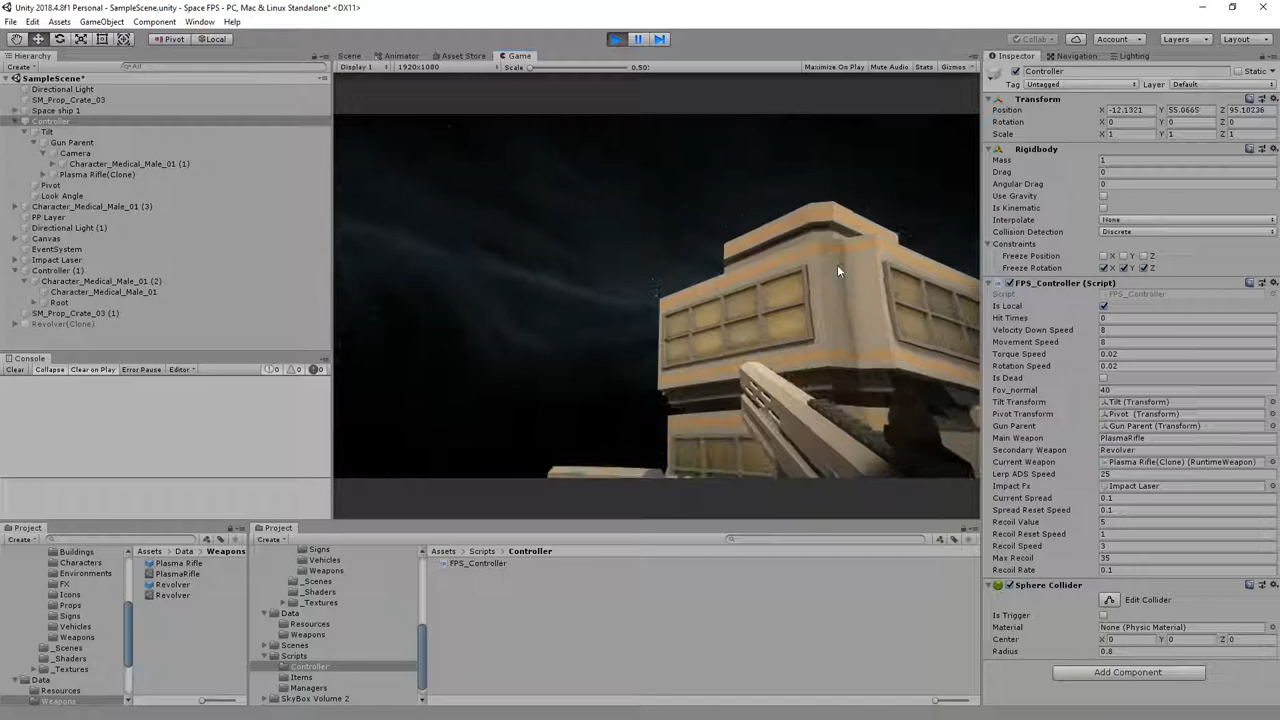 Unity 2018.4.8f1 Personal - SampleScene.unity - Space FPS - PC, Mac & Linux Standalone* <DX11>
File Edit Assets GameObject Component Window Help
Pivot Local
Collab Account Layers Layout
Hierarchy
Create All
SampleScene*
Directional Light
SM_Prop_Crate_03
Space ship 1
Controller
Tilt
Gun Parent
Camera
Character_Medical_Male_01 (1)
Plasma Rifle(Clone)
Pivot
Look Angle
Character_Medical_Male_01 (3)
PP Layer
Directional Light (1)
Canvas
EventSystem
Impact Laser
Controller (1)
Character_Medical_Male_01 (2)
Character_Medical_Male_01
Root
SM_Prop_Crate_03 (1)
Revolver(Clone)
Console
Clear Collapse Clear on Play Error Pause Editor 0 0 0
Scene Animator Asset Store Game
Display 1 1920x1080 Scale 0.50: Maximize On Play Mute Audio Stats Gizmos
Project
Create
Buildings
Characters
Environments
FX
Icons
Props
Signs
Vehicles
Weapons
_Scenes
_Shaders
_Textures
Data
Resources
Weapons
Assets Data Weapons
Plasma Rifle
PlasmaRifle
Revolver
Revolver
Project
Create
Signs
Vehicles
Weapons
_Scenes
_Shaders
_Textures
Data
Resources
Weapons
Scenes
Scripts
Controller
Items
Managers
SkyBox Volume 2
Assets Scripts Controller
FPS_Controller
Inspector Navigation Lighting
Controller Static
Tag Untagged Layer Default
Transform
Position X -12.1321 Y 55.0665 Z 95.10236
Rotation X 0 Y 0 Z 0
Scale X 1 Y 1 Z 1
Rigidbody
Mass 1
Drag 0
Angular Drag 0
Use Gravity
Is Kinematic
Interpolate None
Collision Detection Discrete
Constraints
Freeze Position X Y Z
Freeze Rotation X Y Z
FPS_Controller (Script)
Script FPS_Controller
Is Local
Hit Times 0
Velocity Down Speed 8
Movement Speed 8
Torque Speed 0.02
Rotation Speed 0.02
Is Dead
Fov_normal 40
Tilt Transform Tilt (Transform)
Pivot Transform Pivot (Transform)
Gun Parent Gun Parent (Transform)
Main Weapon PlasmaRifle
Secondary Weapon Revolver
Current Weapon Plasma Rifle(Clone) (RuntimeWeapon)
Lerp ADS Speed 25
Impact Fx Impact Laser
Current Spread 0.1
Spread Reset Speed 0.1
Recoil Value 5
Recoil Reset Speed 1
Recoil Speed 3
Max Recoil 35
Recoil Rate 0.1
Sphere Collider
Edit Collider
Is Trigger
Material None (Physic Material)
Center X 0 Y 0 Z 0
Radius 0.8
Add Component